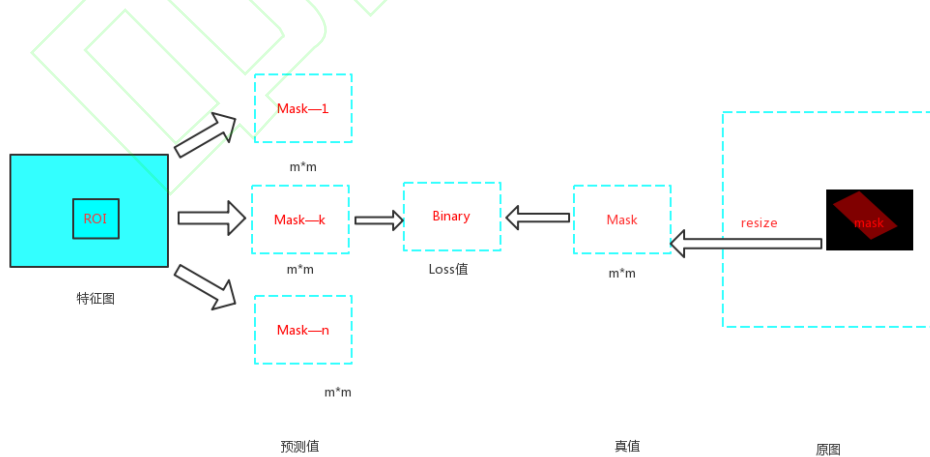 Mask—1
m*m
ROI
特征图
Mask—k
m*m
Mask—n
m*m
预测值
Binary
Loss值
Mask
m*m
真值
resize
mask
原图